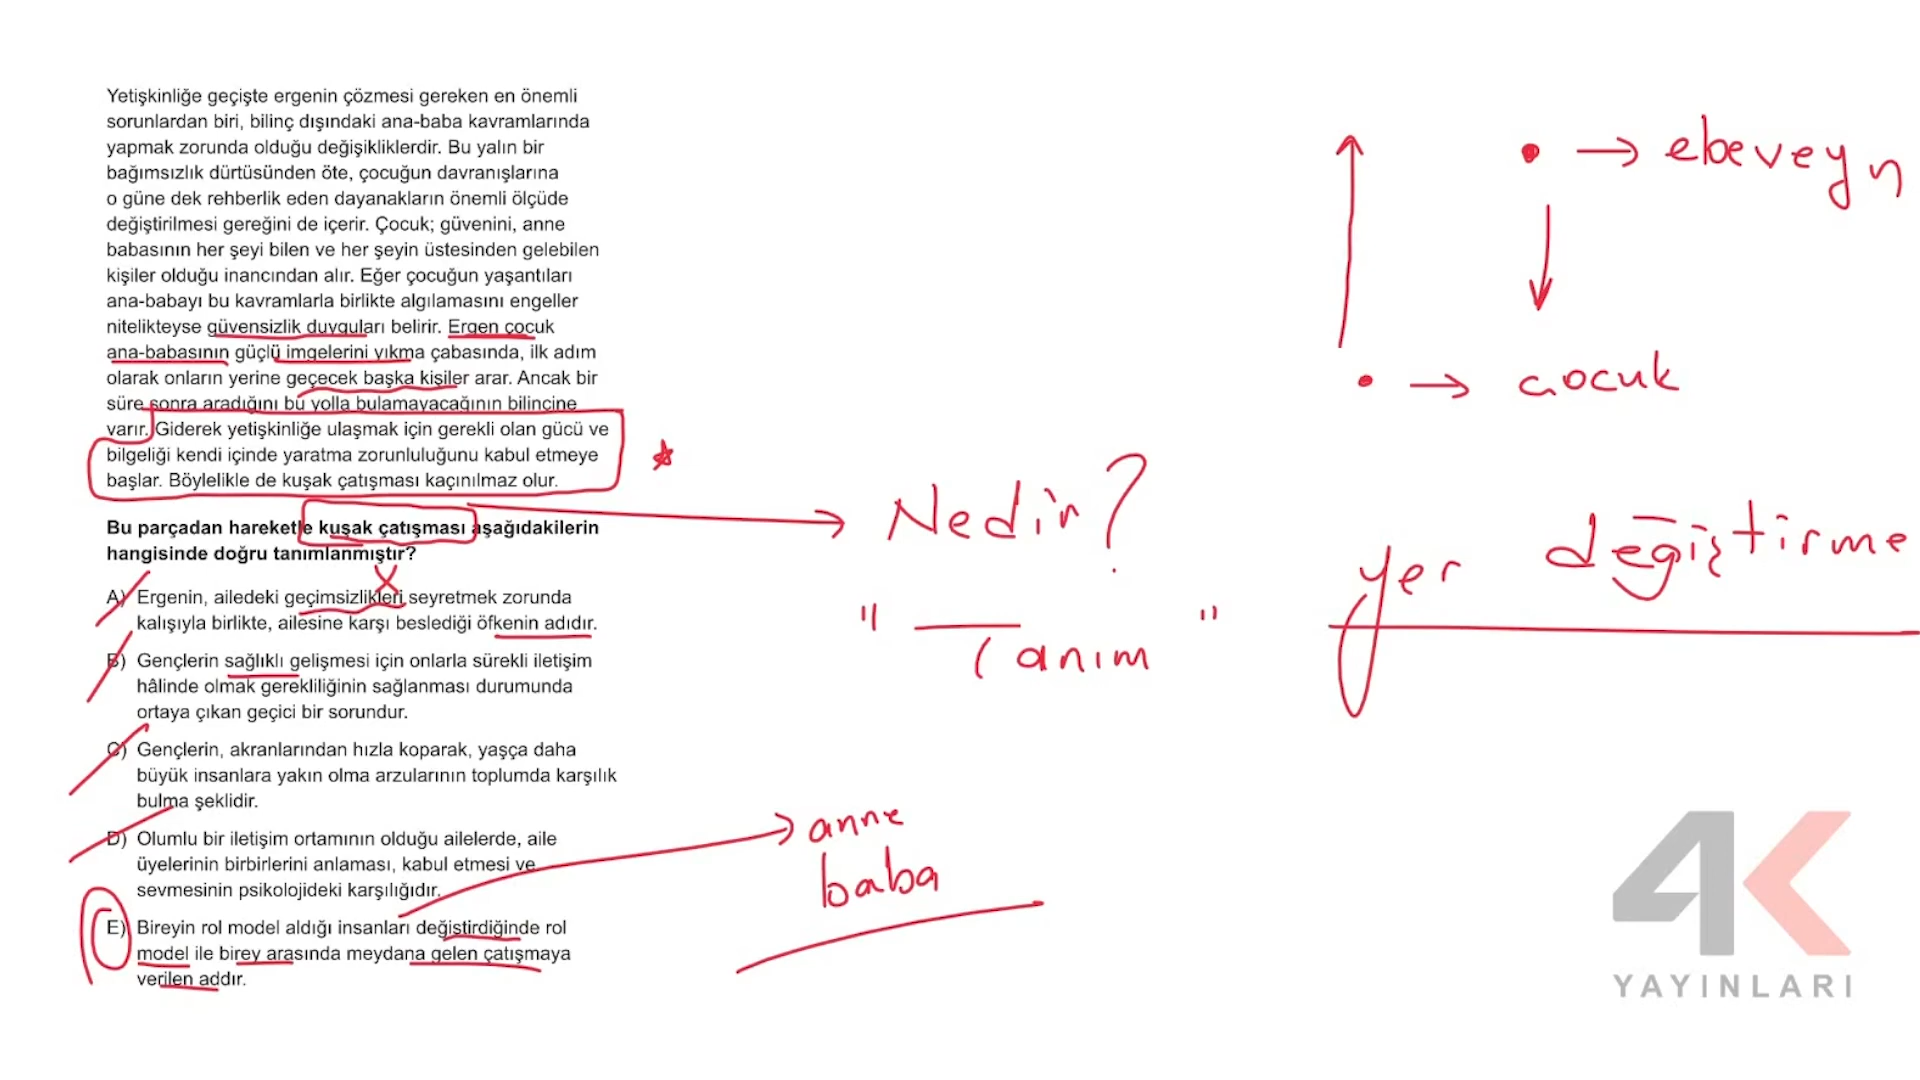 Yetişkinliğe geçişte ergenin çözmesi gereken en önemli
sorunlardan biri, bilinç dışındaki ana-baba kavramlarında
yapmak zorunda olduğu değişikliklerdir. Bu yalın bir
bağımsızlık dürtüsünden öte, çocuğun davranışlarına
o güne dek rehberlik eden dayanakların önemli ölçüde
değiştirilmesi gereğini de içerir. Çocuk; güvenini, anne
babasının her şeyi bilen ve her şeyin üstesinden gelebilen
kişiler olduğu inancından alır. Eğer çocuğun yaşantıları
ana-babayı bu kavramlarla birlikte algılamasını engeller
nitelikteyse güvensizlik duyguları belirir. Ergen çocuk
ana-babasının güçlü imgelerini yıkma çabasında, ilk adım
olarak onların yerine geçecek başka kişiler arar. Ancak bir
süre sonra aradığını bu yolla bulamayacağının bilincine
varır. Giderek yetişkinliğe ulaşmak için gerekli olan gücü ve
bilgeliği kendi içinde yaratma zorunluluğunu kabul etmeye
başlar. Böylelikle de kuşak çatışması kaçınılmaz olur.
Bu parçadan hareketle kuşak çatışması aşağıdakilerin
hangisinde doğru tanımlanmıştır?
A) Ergenin, ailedeki geçimsizlikleri seyretmek zorunda
kalışıyla birlikte, ailesine karşı beslediği öfkenin adıdır.
B) Gençlerin sağlıklı gelişmesi için onlarla sürekli iletişim
hâlinde olmak gerekliliğinin sağlanması durumunda
ortaya çıkan geçici bir sorundur.
C) Gençlerin, akranlarından hızla koparak, yaşça daha
büyük insanlara yakın olma arzularının toplumda karşılık
bulma şeklidir.
D) Olumlu bir iletişim ortamının olduğu ailelerde, aile
üyelerinin birbirlerini anlaması, kabul etmesi ve
sevmesinin psikolojideki karşılığıdır.
E) Bireyin rol model aldığı insanları değiştirdiğinde rol
model ile birey arasında meydana gelen çatışmaya
verilen addır.
ebeveyn
çocuk
Nedir?
" Tanım "
yer değiştirme
anne
baba
4K
YAYINLARI